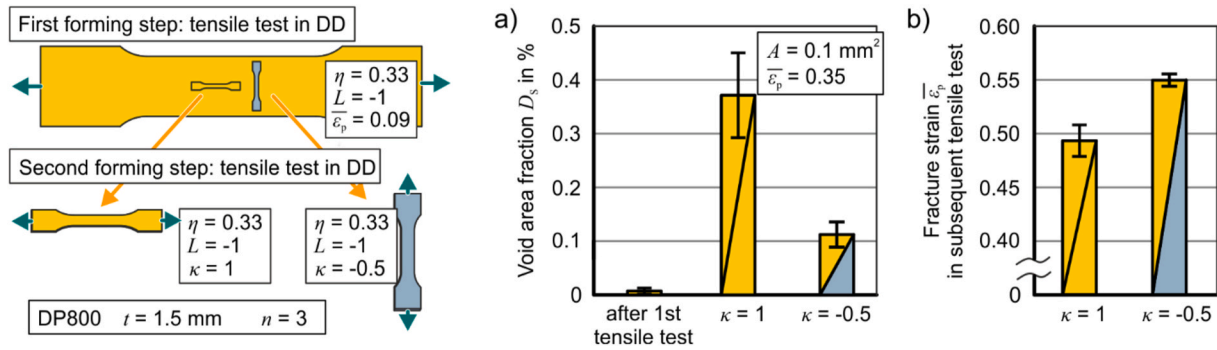 First forming step: tensile test in DD
η = 0.33
L = -1
ε̅ₚ = 0.09
Second forming step: tensile test in DD
η = 0.33
L = -1
κ = 1
η = 0.33
L = -1
κ = -0.5
DP800 t = 1.5 mm n = 3
a)
Void area fraction Dₛ in %
0.5
0.4
0.3
0.2
0.1
0
A = 0.1 mm²
ε̅ₚ = 0.35
after 1st
tensile test
κ = 1
κ = -0.5
b)
Fracture strain ε̅ₚ
in subsequent tensile test
0.60
0.55
0.50
0.45
0.40
0
κ = 1
κ = -0.5